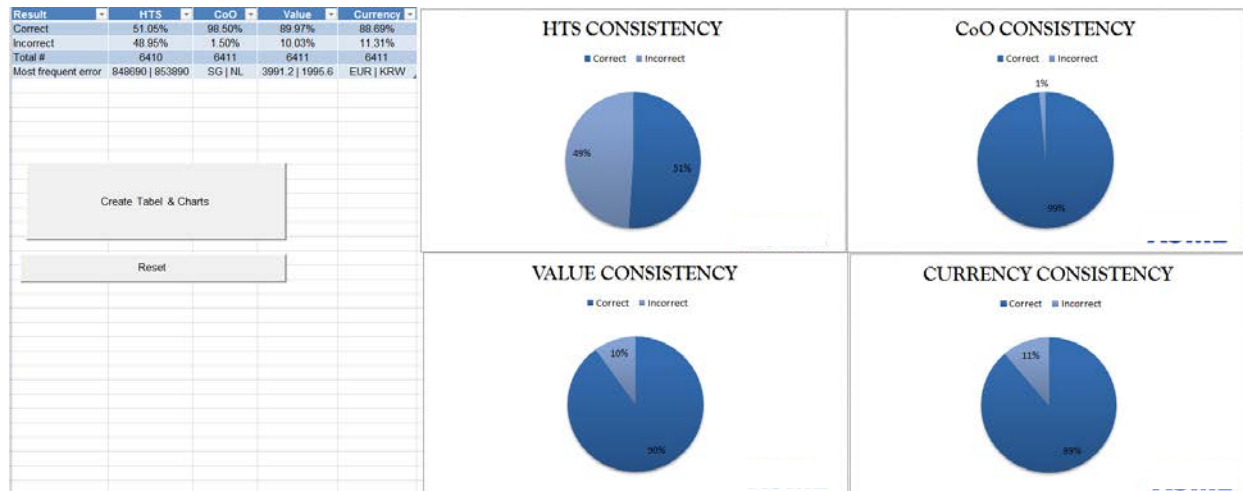 Result HTS CoO Value Currency
Correct 51.05% 98.50% 89.97% 88.69%
Incorrect 48.95% 1.50% 10.03% 11.31%
Total # 6410 6411 6411 6411
Most frequent error 848690 | 853890 SG | NL 3991.2 | 1995.6 EUR | KRW
Create Tabel & Charts
Reset
HTS CONSISTENCY
Correct Incorrect
49%
51%
CoO CONSISTENCY
Correct Incorrect
1%
99%
VALUE CONSISTENCY
Correct Incorrect
10%
90%
CURRENCY CONSISTENCY
Correct Incorrect
11%
89%